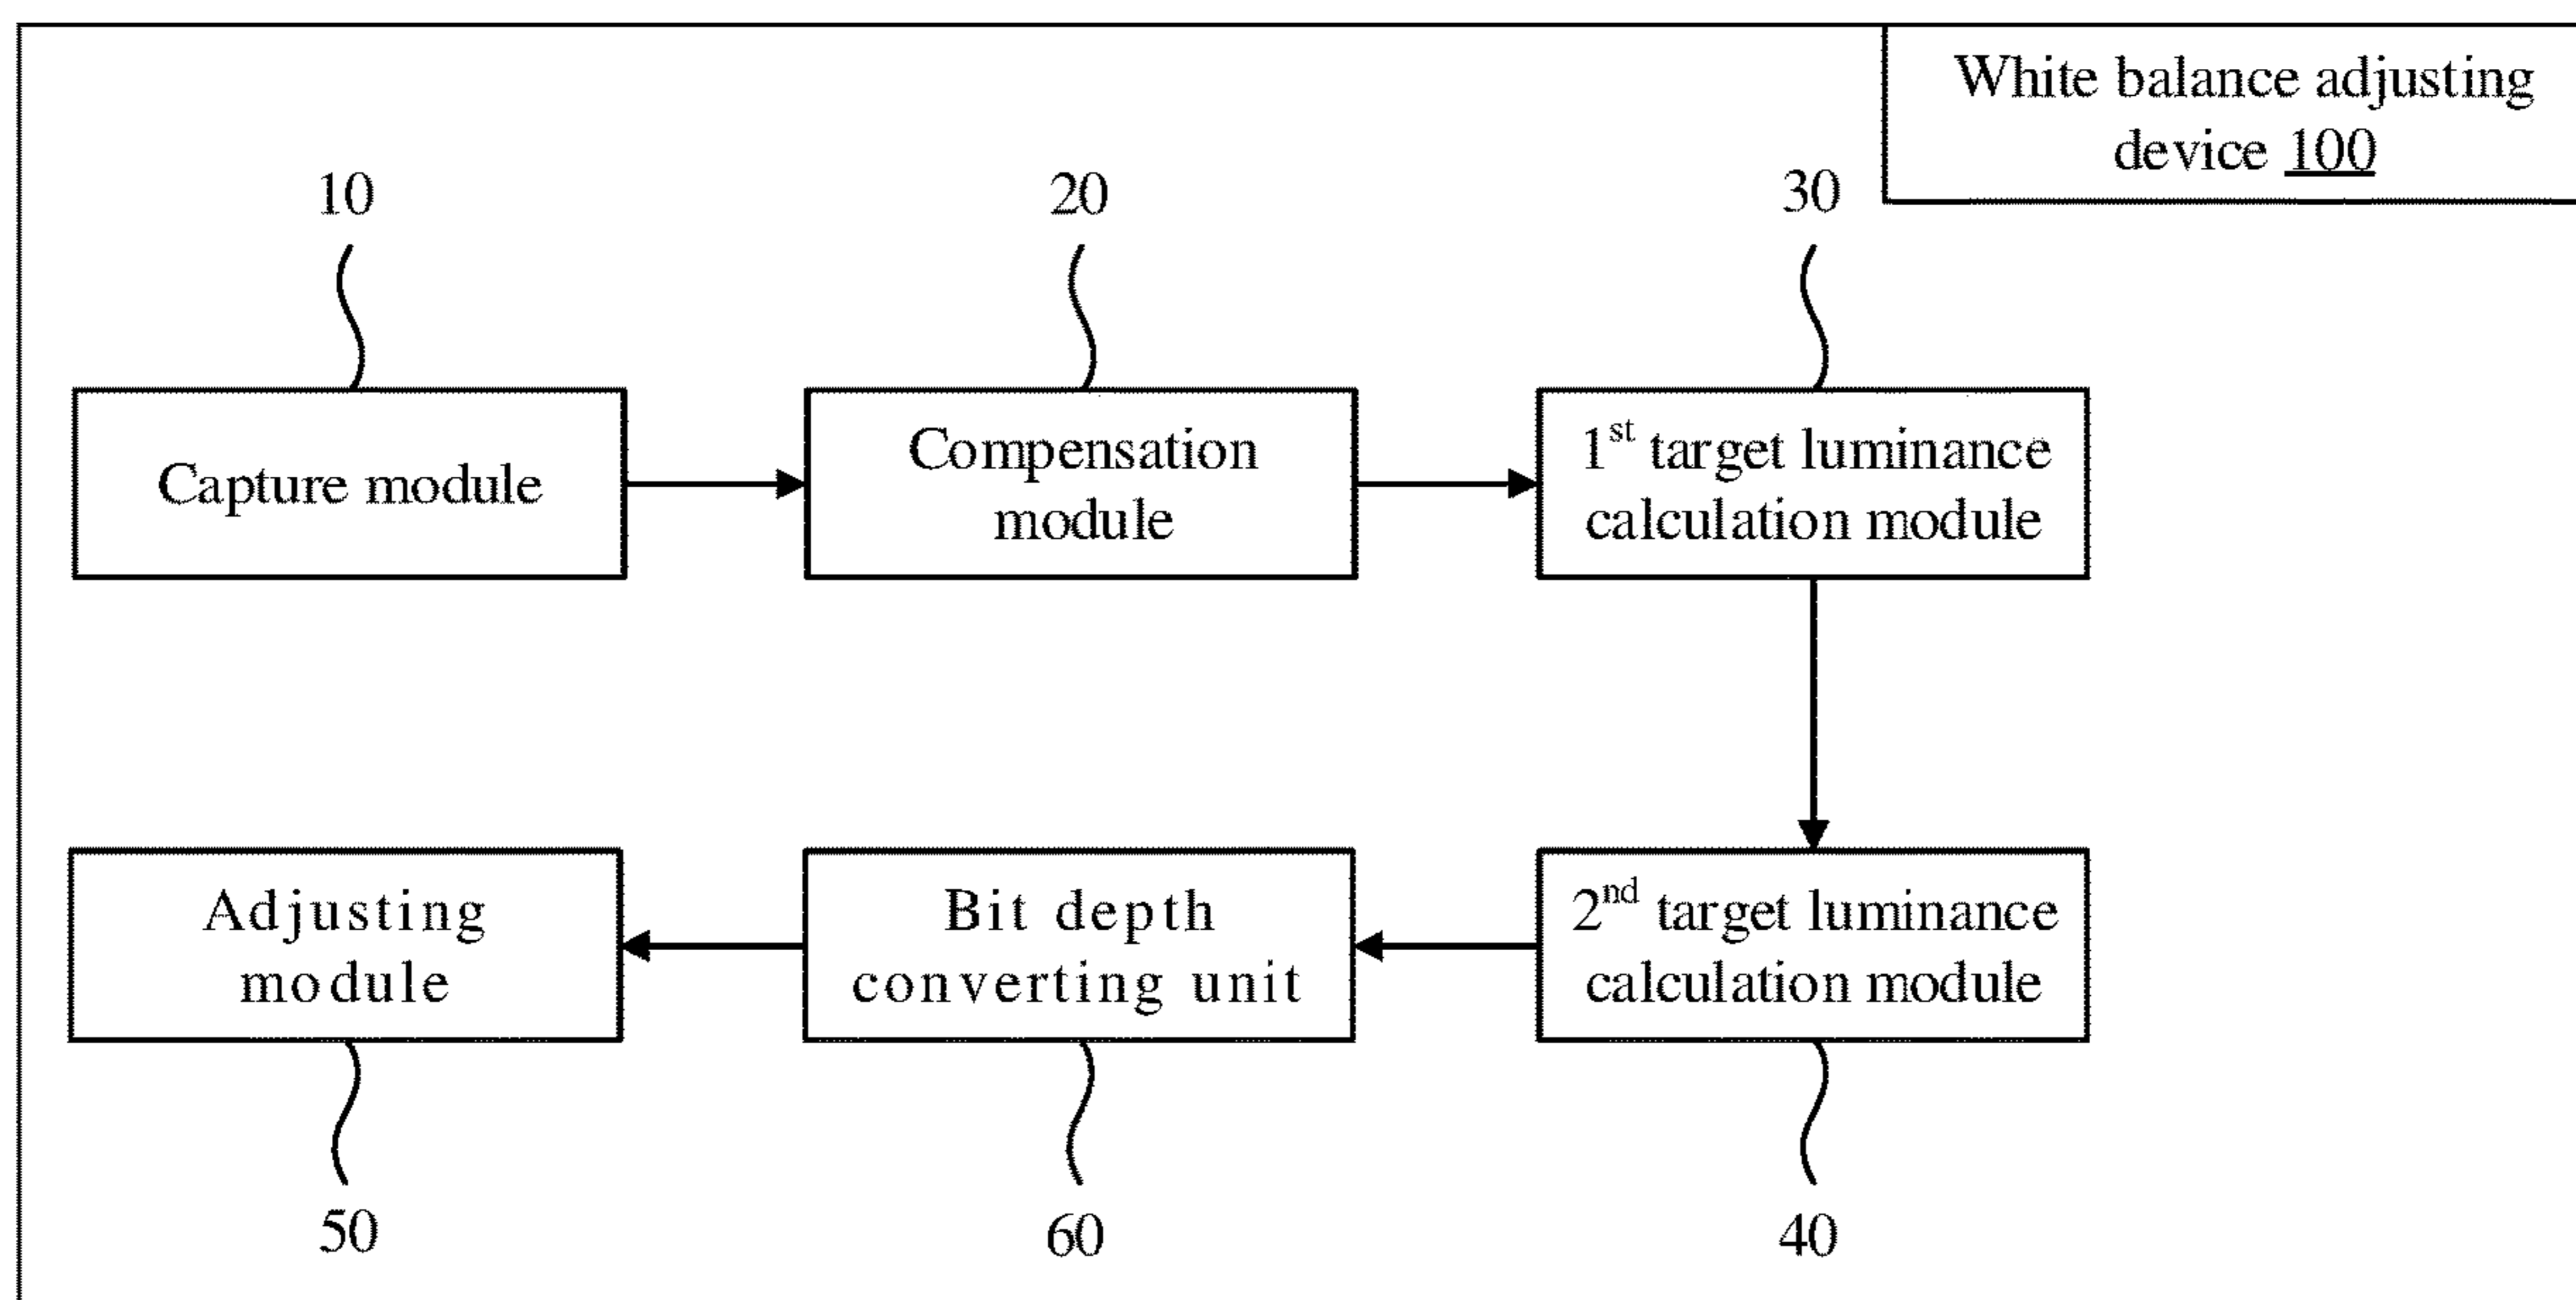 White balance adjusting
device 100
10
20
30
Capture module
Compensation
module
1st target luminance
calculation module
Adjusting
module
Bit depth
converting unit
2nd target luminance
calculation module
50
60
40